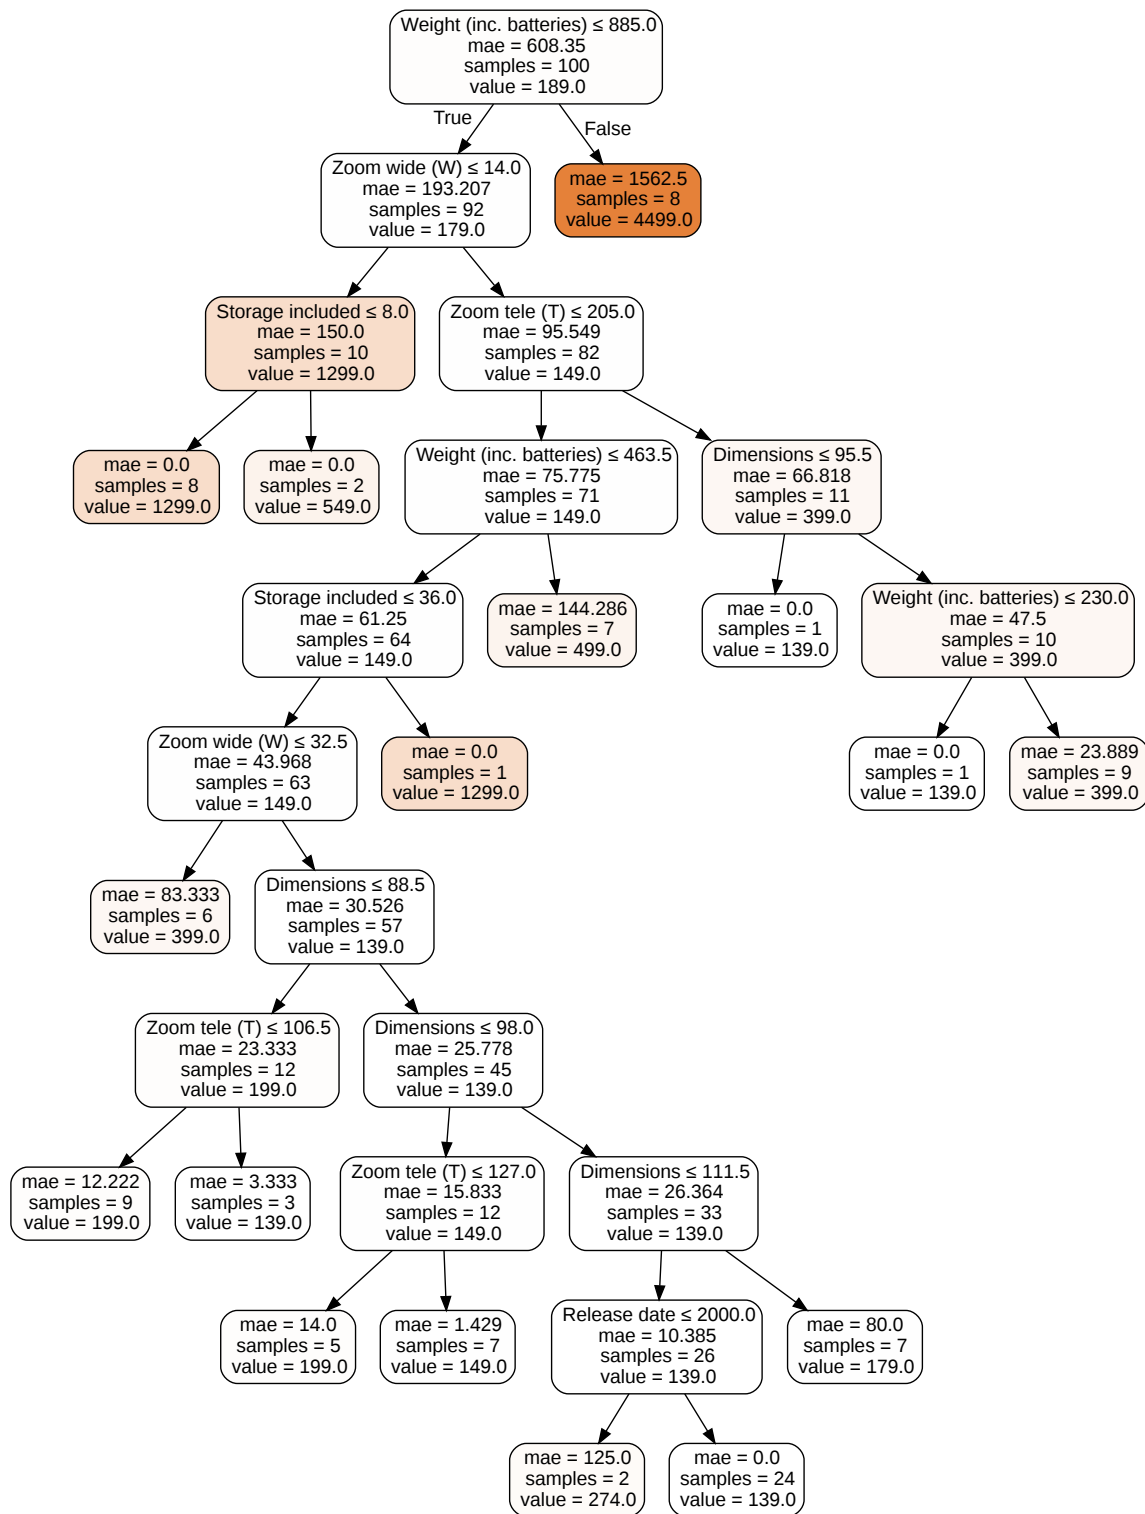 Weight (inc. batteries) ≤ 885.0
mae = 608.35
samples = 100
value = 189.0
True
False
Zoom wide (W) ≤ 14.0
mae = 193.207
samples = 92
value = 179.0
mae = 1562.5
samples = 8
value = 4499.0
Storage included ≤ 8.0
mae = 150.0
samples = 10
value = 1299.0
Zoom tele (T) ≤ 205.0
mae = 95.549
samples = 82
value = 149.0
mae = 0.0
samples = 8
value = 1299.0
mae = 0.0
samples = 2
value = 549.0
Weight (inc. batteries) ≤ 463.5
mae = 75.775
samples = 71
value = 149.0
Dimensions ≤ 95.5
mae = 66.818
samples = 11
value = 399.0
Storage included ≤ 36.0
mae = 61.25
samples = 64
value = 149.0
mae = 144.286
samples = 7
value = 499.0
mae = 0.0
samples = 1
value = 139.0
Weight (inc. batteries) ≤ 230.0
mae = 47.5
samples = 10
value = 399.0
Zoom wide (W) ≤ 32.5
mae = 43.968
samples = 63
value = 149.0
mae = 0.0
samples = 1
value = 1299.0
mae = 0.0
samples = 1
value = 139.0
mae = 23.889
samples = 9
value = 399.0
mae = 83.333
samples = 6
value = 399.0
Dimensions ≤ 88.5
mae = 30.526
samples = 57
value = 139.0
Zoom tele (T) ≤ 106.5
mae = 23.333
samples = 12
value = 199.0
Dimensions ≤ 98.0
mae = 25.778
samples = 45
value = 139.0
mae = 12.222
samples = 9
value = 199.0
mae = 3.333
samples = 3
value = 139.0
Zoom tele (T) ≤ 127.0
mae = 15.833
samples = 12
value = 149.0
Dimensions ≤ 111.5
mae = 26.364
samples = 33
value = 139.0
mae = 14.0
samples = 5
value = 199.0
mae = 1.429
samples = 7
value = 149.0
Release date ≤ 2000.0
mae = 10.385
samples = 26
value = 139.0
mae = 80.0
samples = 7
value = 179.0
mae = 125.0
samples = 2
value = 274.0
mae = 0.0
samples = 24
value = 139.0